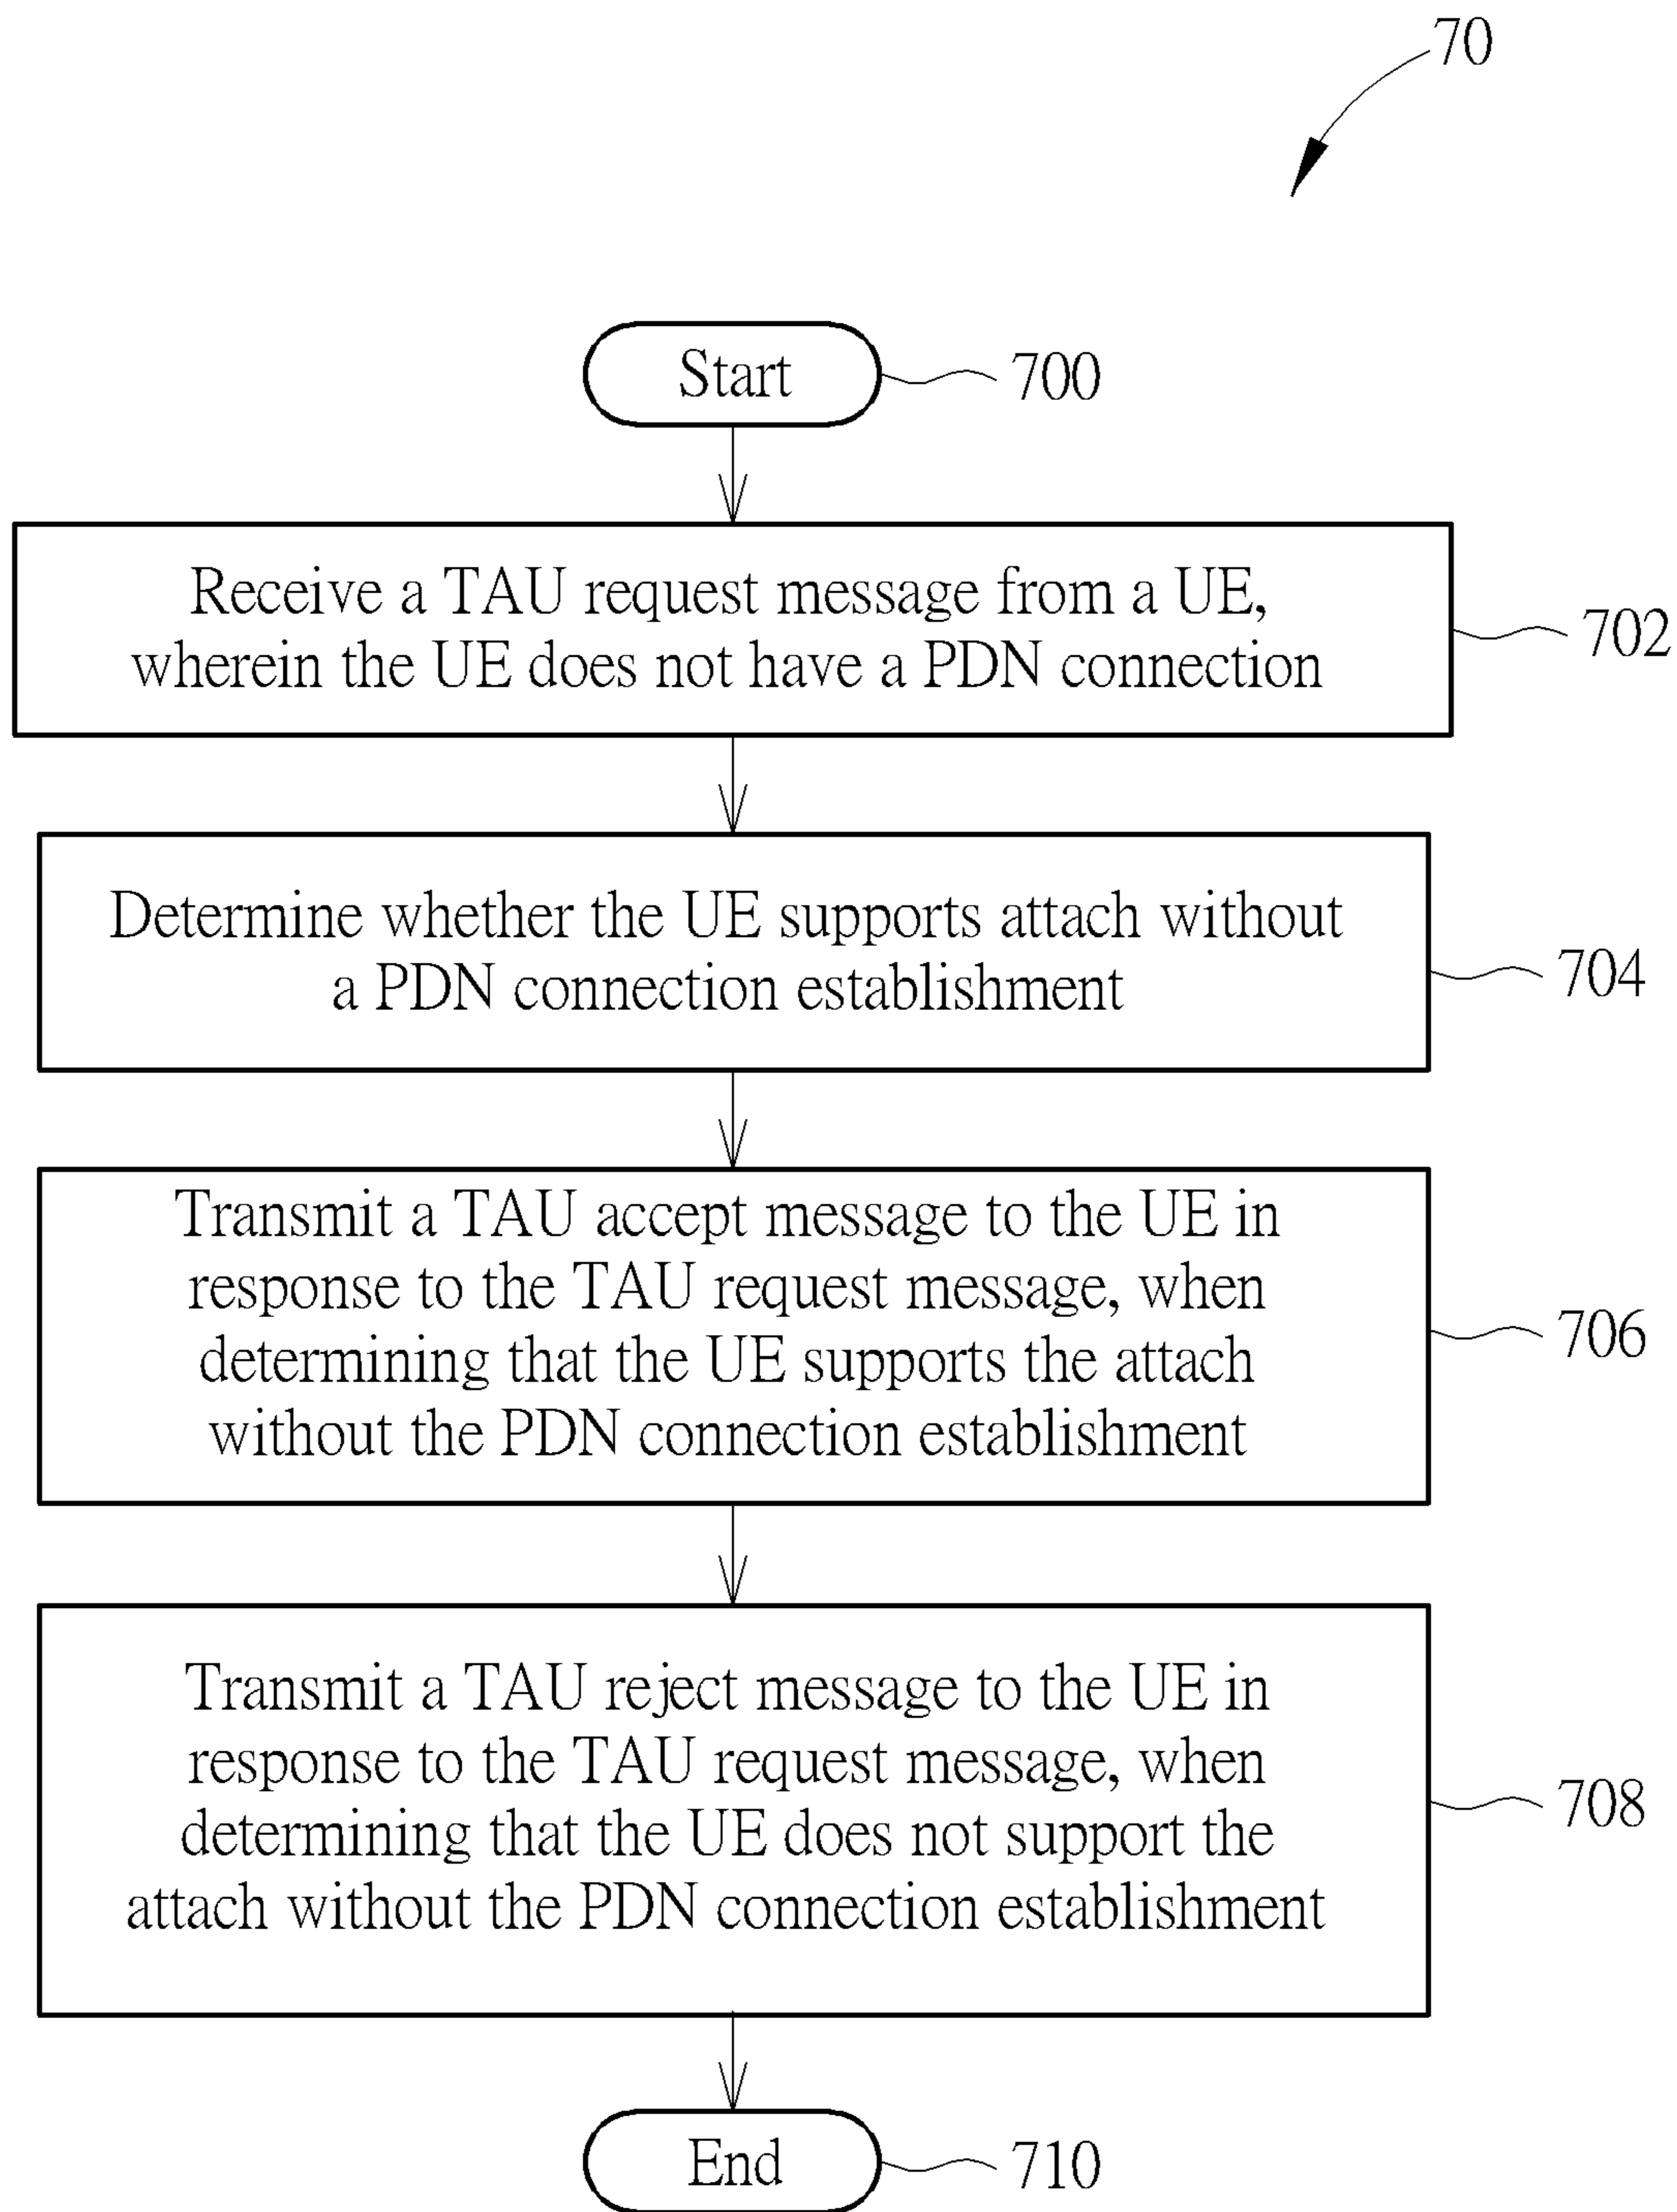 70
Start
700
Receive a TAU request message from a UE,
wherein the UE does not have a PDN connection
702
Determine whether the UE supports attach without
a PDN connection establishment
704
Transmit a TAU accept message to the UE in
response to the TAU request message, when
determining that the UE supports the attach
without the PDN connection establishment
706
Transmit a TAU reject message to the UE in
response to the TAU request message, when
determining that the UE does not support the
attach without the PDN connection establishment
708
End
710